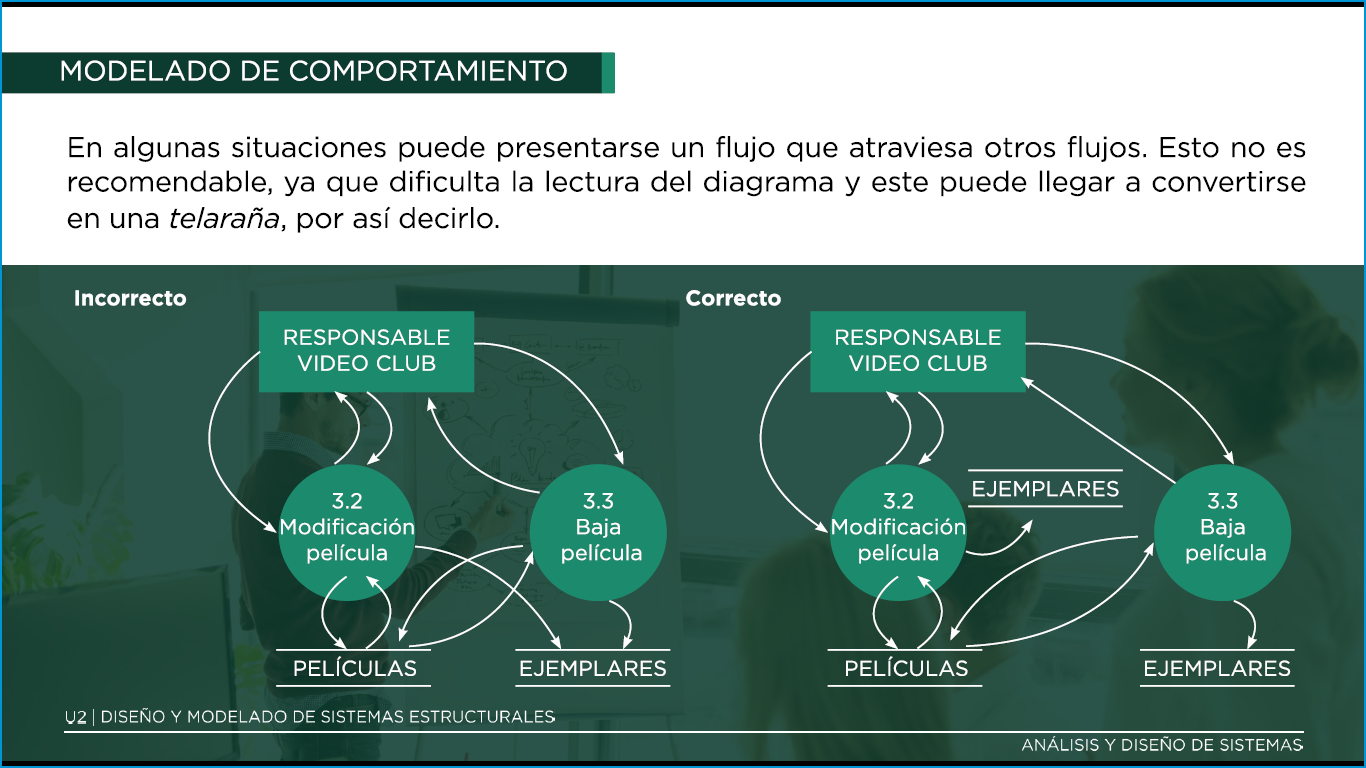 MODELADO DE COMPORTAMIENTO
En algunas situaciones puede presentarse un flujo que atraviesa otros flujos. Esto no es
recomendable, ya que dificulta la lectura del diagrama y este puede llegar a convertirse
en una telaraña, por así decirlo.
Incorrecto
RESPONSABLE
VIDEO CLUB
3.2
Modificación
película
3.3
Baja
película
PELÍCULAS
EJEMPLARES
Correcto
RESPONSABLE
VIDEO CLUB
EJEMPLARES
3.2
Modificación
película
3.3
Baja
película
PELÍCULAS
EJEMPLARES
U2 | DISEÑO Y MODELADO DE SISTEMAS ESTRUCTURALES
ANÁLISIS Y DISEÑO DE SISTEMAS